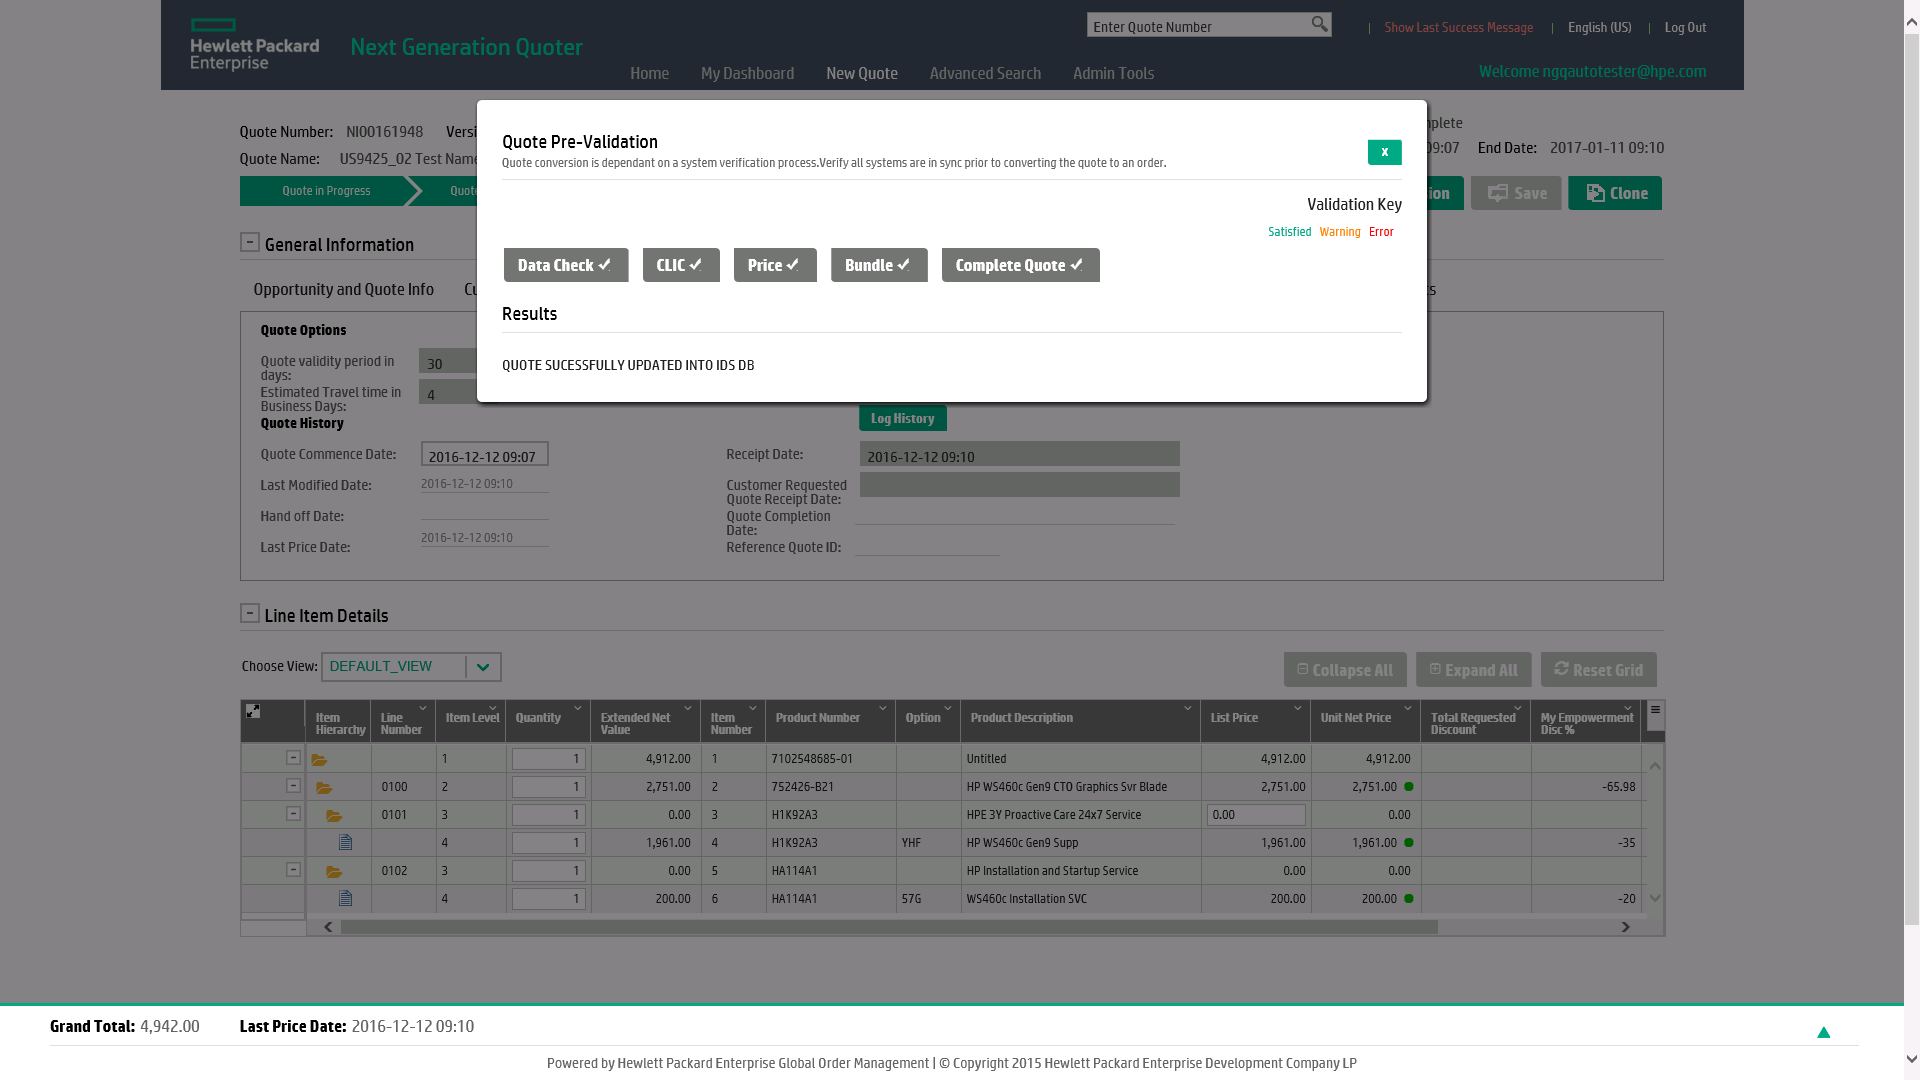 Hewlett Packard
Enterprise
Next Generation Quoter
Enter Quote Number
Show Last Success Message
English (US)
Log Out
Home
My Dashboard
New Quote
Advanced Search
Admin Tools
Welcome ngqautotester@hpe.com
Quote Number: NI00161948
Quote Name: US9425_02 Test Name
09:07 End Date: 2017-01-11 09:10
Quote in Progress
Save
Clone
Quote Pre-Validation
Quote conversion is dependant on a system verification process.Verify all systems are in sync prior to converting the quote to an order.
x
Validation Key
Satisfied Warning Error
Data Check
CLIC
Price
Bundle
Complete Quote
Results
QUOTE SUCESSFULLY UPDATED INTO IDS DB
- General Information
Opportunity and Quote Info
Quote Options
Quote validity period in
days:
30
Estimated Travel time in
Business Days:
4
Quote History
Log History
Quote Commence Date: 2016-12-12 09:07
Receipt Date: 2016-12-12 09:10
Last Modified Date: 2016-12-12 09:10
Customer Requested
Quote Receipt Date:
Hand off Date:
Quote Completion
Date:
Last Price Date: 2016-12-12 09:10
Reference Quote ID:
- Line Item Details
Choose View: DEFAULT_VIEW
Collapse All
Expand All
Reset Grid
Item Hierarchy Line Number Item Level Quantity Extended Net Value Item Number Product Number Option Product Description List Price Unit Net Price Total Requested Discount My Empowerment Disc %
- 1 1 4,912.00 1 7102548685-01 Untitled 4,912.00 4,912.00
- 0100 2 1 2,751.00 2 752426-B21 HP WS460c Gen9 CTO Graphics Svr Blade 2,751.00 2,751.00 -65.98
- 0101 3 1 0.00 3 H1K92A3 HPE 3Y Proactive Care 24x7 Service 0.00 0.00
4 1 1,961.00 4 H1K92A3 YHF HP WS460c Gen9 Supp 1,961.00 1,961.00 -35
- 0102 3 1 0.00 5 HA114A1 HP Installation and Startup Service 0.00 0.00
4 1 200.00 6 HA114A1 57G WS460c Installation SVC 200.00 200.00 -20
Grand Total: 4,942.00
Last Price Date: 2016-12-12 09:10
Powered by Hewlett Packard Enterprise Global Order Management | © Copyright 2015 Hewlett Packard Enterprise Development Company LP